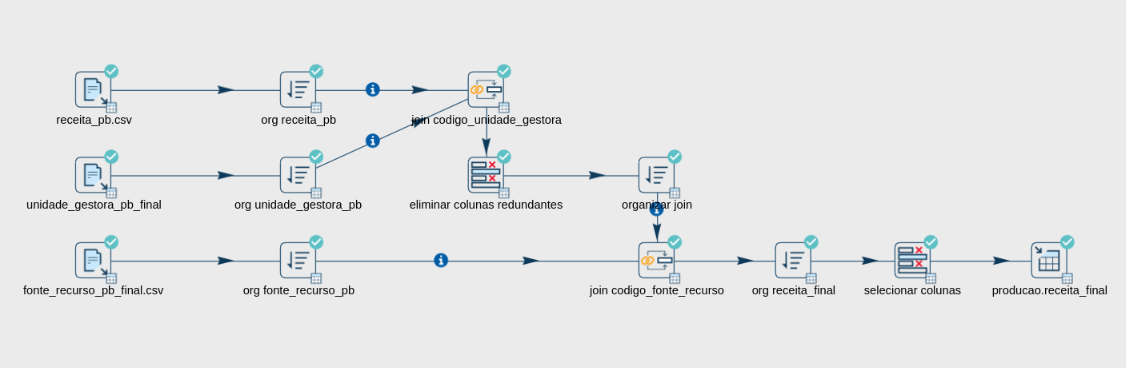 receita_pb.csv
org receita_pb
join codigo_unidade_gestora
unidade_gestora_pb_final
org unidade_gestora_pb
eliminar colunas redundantes
organizar join
fonte_recurso_pb_final.csv
org fonte_recurso_pb
join codigo_fonte_recurso
org receita_final
selecionar colunas
producao.receita_final